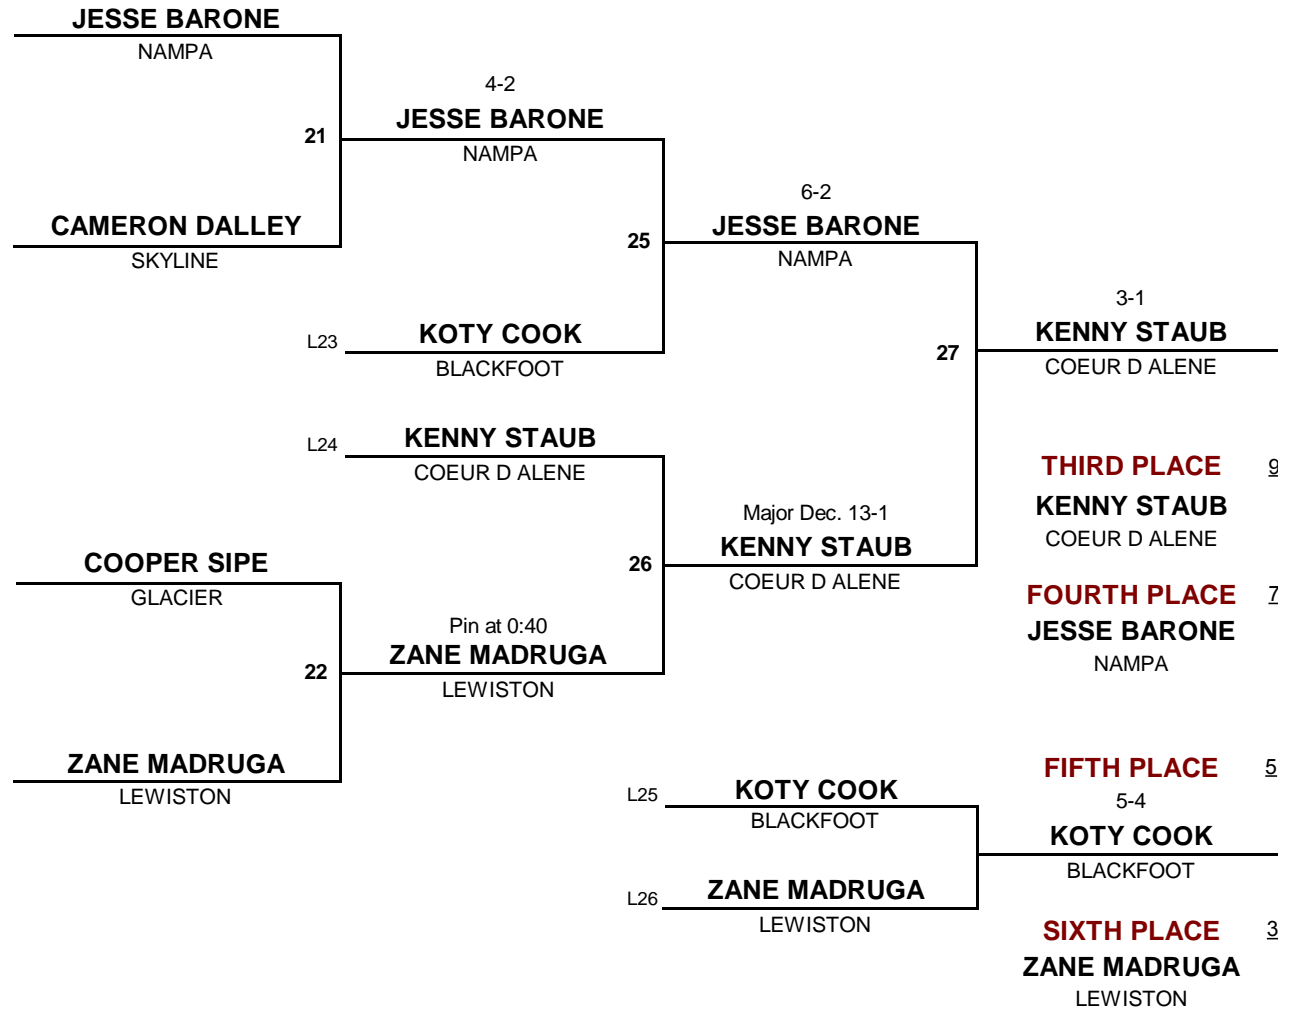 JESSE BARONE
NAMPA
4-2
21
JESSE BARONE
NAMPA
CAMERON DALLEY
SKYLINE
6-2
25
JESSE BARONE
NAMPA
L23
KOTY COOK
BLACKFOOT
3-1
27
KENNY STAUB
COEUR D ALENE
L24
KENNY STAUB
COEUR D ALENE
THIRD PLACE 9
KENNY STAUB
COEUR D ALENE
Major Dec. 13-1
26
KENNY STAUB
COEUR D ALENE
COOPER SIPE
GLACIER
FOURTH PLACE 7
JESSE BARONE
NAMPA
Pin at 0:40
22
ZANE MADRUGA
LEWISTON
ZANE MADRUGA
LEWISTON
FIFTH PLACE 5
L25
KOTY COOK
BLACKFOOT
5-4
KOTY COOK
BLACKFOOT
L26
ZANE MADRUGA
LEWISTON
SIXTH PLACE 3
ZANE MADRUGA
LEWISTON